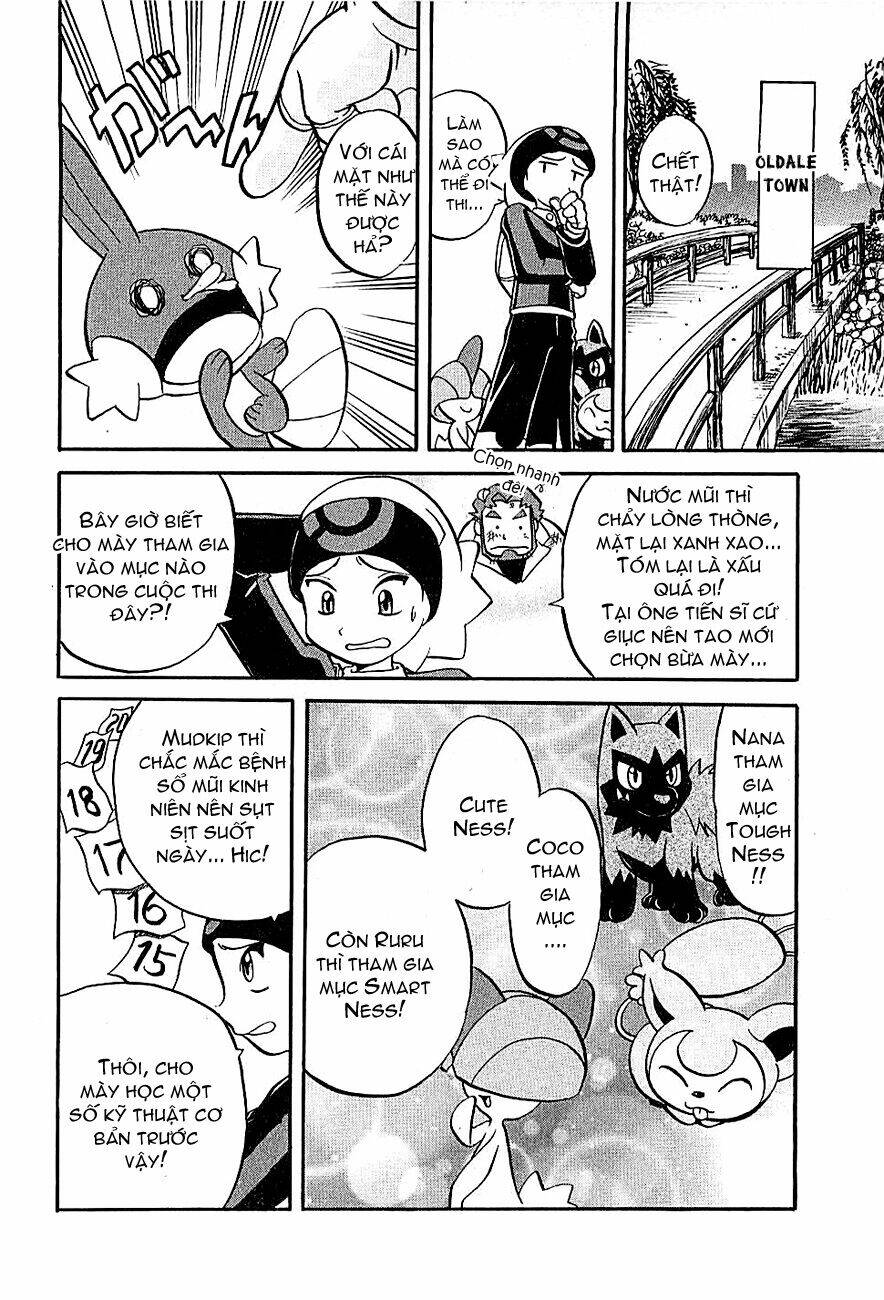 OLDALE
TOWN
CHẾT
THẬT!
LÀM
SAO
MÀ CÓ
THỂ ĐI
THI...
VỚI CÁI
MẶT NHƯ
THẾ NÀY
ĐƯỢC
HẢ?
ガ〜ん
NƯỚC MŨI THÌ
CHẢY LÒNG THÒNG,
MẶT LẠI XANH XAO...
TÓM LẠI LÀ XẤU
QUÁ ĐI!
TẠI ÔNG TIẾN SĨ CỨ
GIỤC NÊN TAO MỚI
CHỌN BỪA MÀY...
Chọn nhanh
đê!
BÂY GIỜ BIẾT
CHO MÀY THAM GIA
VÀO MỤC NÀO
TRONG CUỘC THI
ĐÂY?!
NANA
THAM
GIA
MỤC
TOUGH
NESS
!!
COCO
THAM
GIA
MỤC
....
CUTE
NESS!
CÒN RURU
THÌ THAM GIA
MỤC SMART
NESS!
MUDKIP THÌ
CHẮC MẮC BỆNH
SỔ MŨI KINH
NIÊN NÊN SỤT
SỊT SUỐT
NGÀY... HIC!
20
19
18
17
16
15
THÔI, CHO
MÀY HỌC MỘT
SỐ KỸ THUẬT CƠ
BẢN TRƯỚC
VẬY!